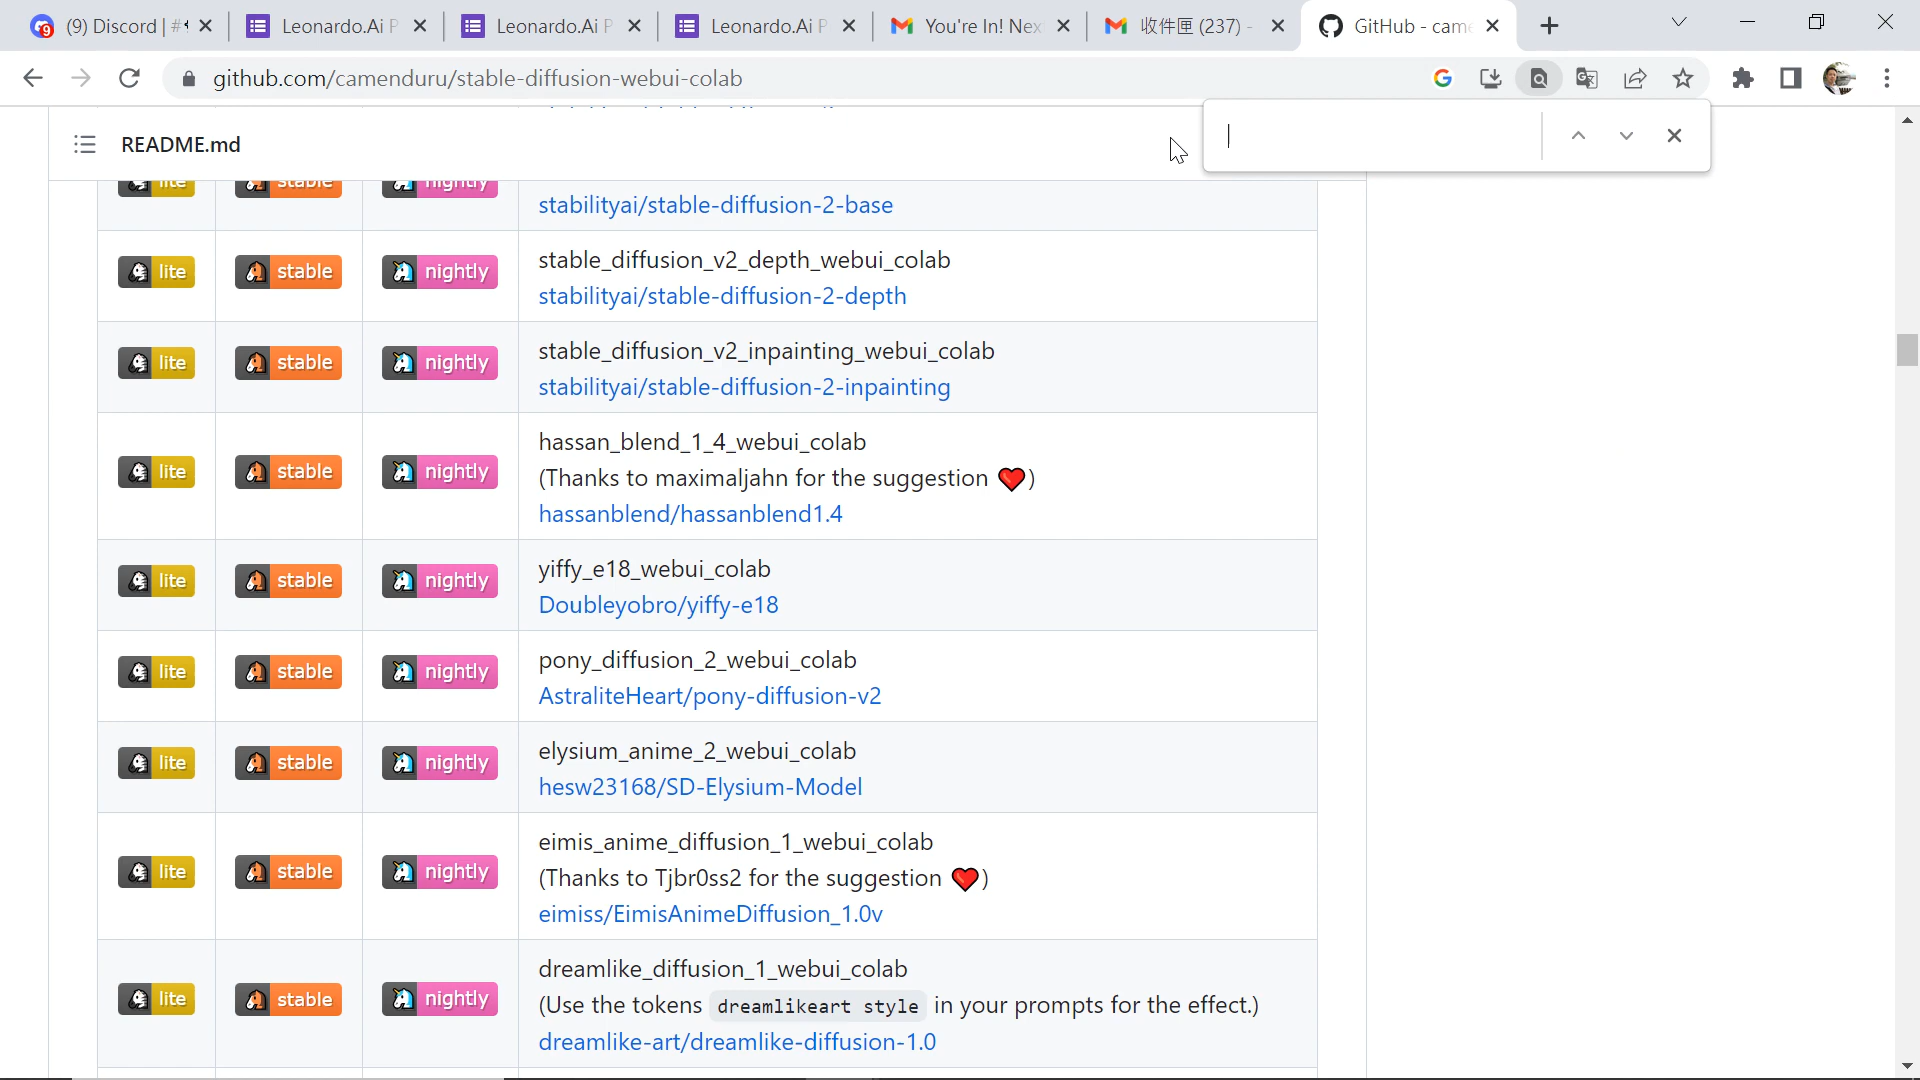 (9) Discord | #
Leonardo.Ai P
Leonardo.Ai P
Leonardo.Ai P
You're In! Nex
收件匣 (237) -
GitHub - came
github.com/camenduru/stable-diffusion-webui-colab
README.md
lite stable nightly
stabilityai/stable-diffusion-2-base
lite stable nightly
stable_diffusion_v2_depth_webui_colab
stabilityai/stable-diffusion-2-depth
lite stable nightly
stable_diffusion_v2_inpainting_webui_colab
stabilityai/stable-diffusion-2-inpainting
lite stable nightly
hassan_blend_1_4_webui_colab
(Thanks to maximaljahn for the suggestion ❤️)
hassanblend/hassanblend1.4
lite stable nightly
yiffy_e18_webui_colab
Doubleyobro/yiffy-e18
lite stable nightly
pony_diffusion_2_webui_colab
AstraliteHeart/pony-diffusion-v2
lite stable nightly
elysium_anime_2_webui_colab
hesw23168/SD-Elysium-Model
lite stable nightly
eimis_anime_diffusion_1_webui_colab
(Thanks to Tjbr0ss2 for the suggestion ❤️)
eimiss/EimisAnimeDiffusion_1.0v
lite stable nightly
dreamlike_diffusion_1_webui_colab
(Use the tokens dreamlikeart style in your prompts for the effect.)
dreamlike-art/dreamlike-diffusion-1.0